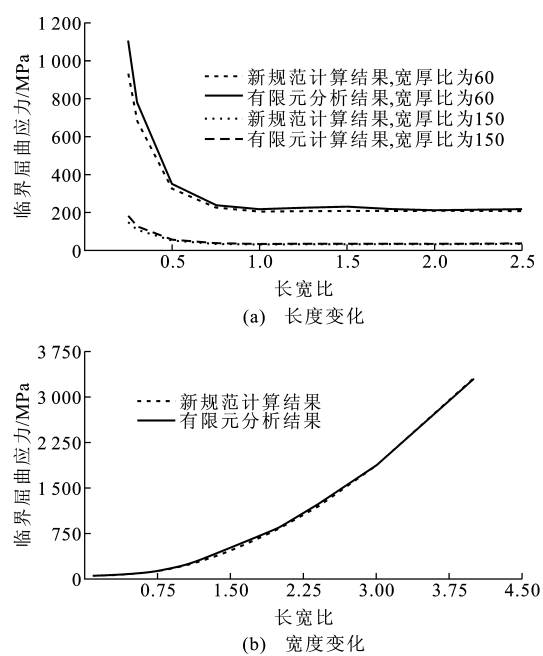 1 200
1 000
800
600
400
200
0
临界屈曲应力/MPa
新规范计算结果,宽厚比为60
有限元分析结果,宽厚比为60
新规范计算结果,宽厚比为150
有限元计算结果,宽厚比为150
0.5
1.0
1.5
2.0
2.5
长宽比
(a) 长度变化
3 750
3 000
2 250
1 500
750
0
临界屈曲应力/MPa
新规范计算结果
有限元分析结果
0.75
1.50
2.25
3.00
3.75
4.50
长宽比
(b) 宽度变化